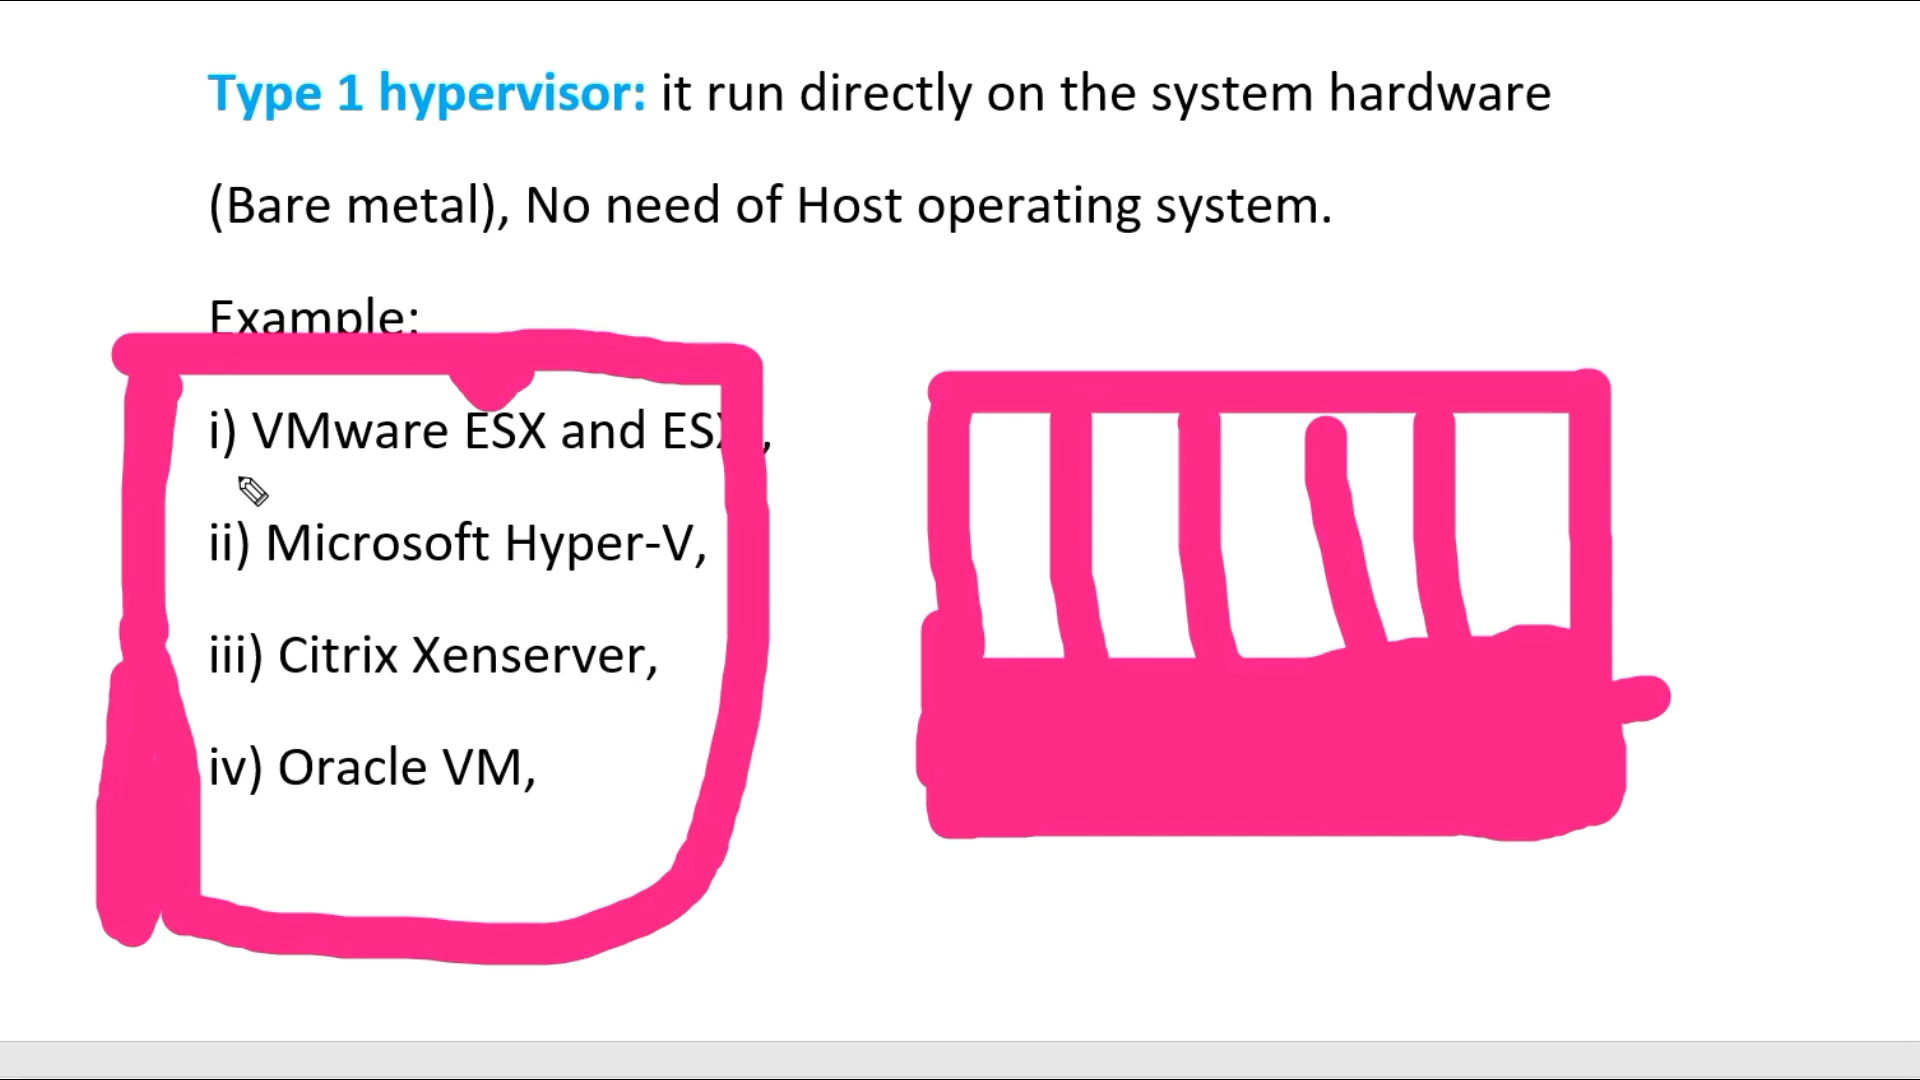 Type 1 hypervisor: it run directly on the system hardware
(Bare metal), No need of Host operating system.
Example:
i) VMware ESX and
ii) Microsoft Hyper-V,
iii) Citrix Xenserver,
iv) Oracle VM,